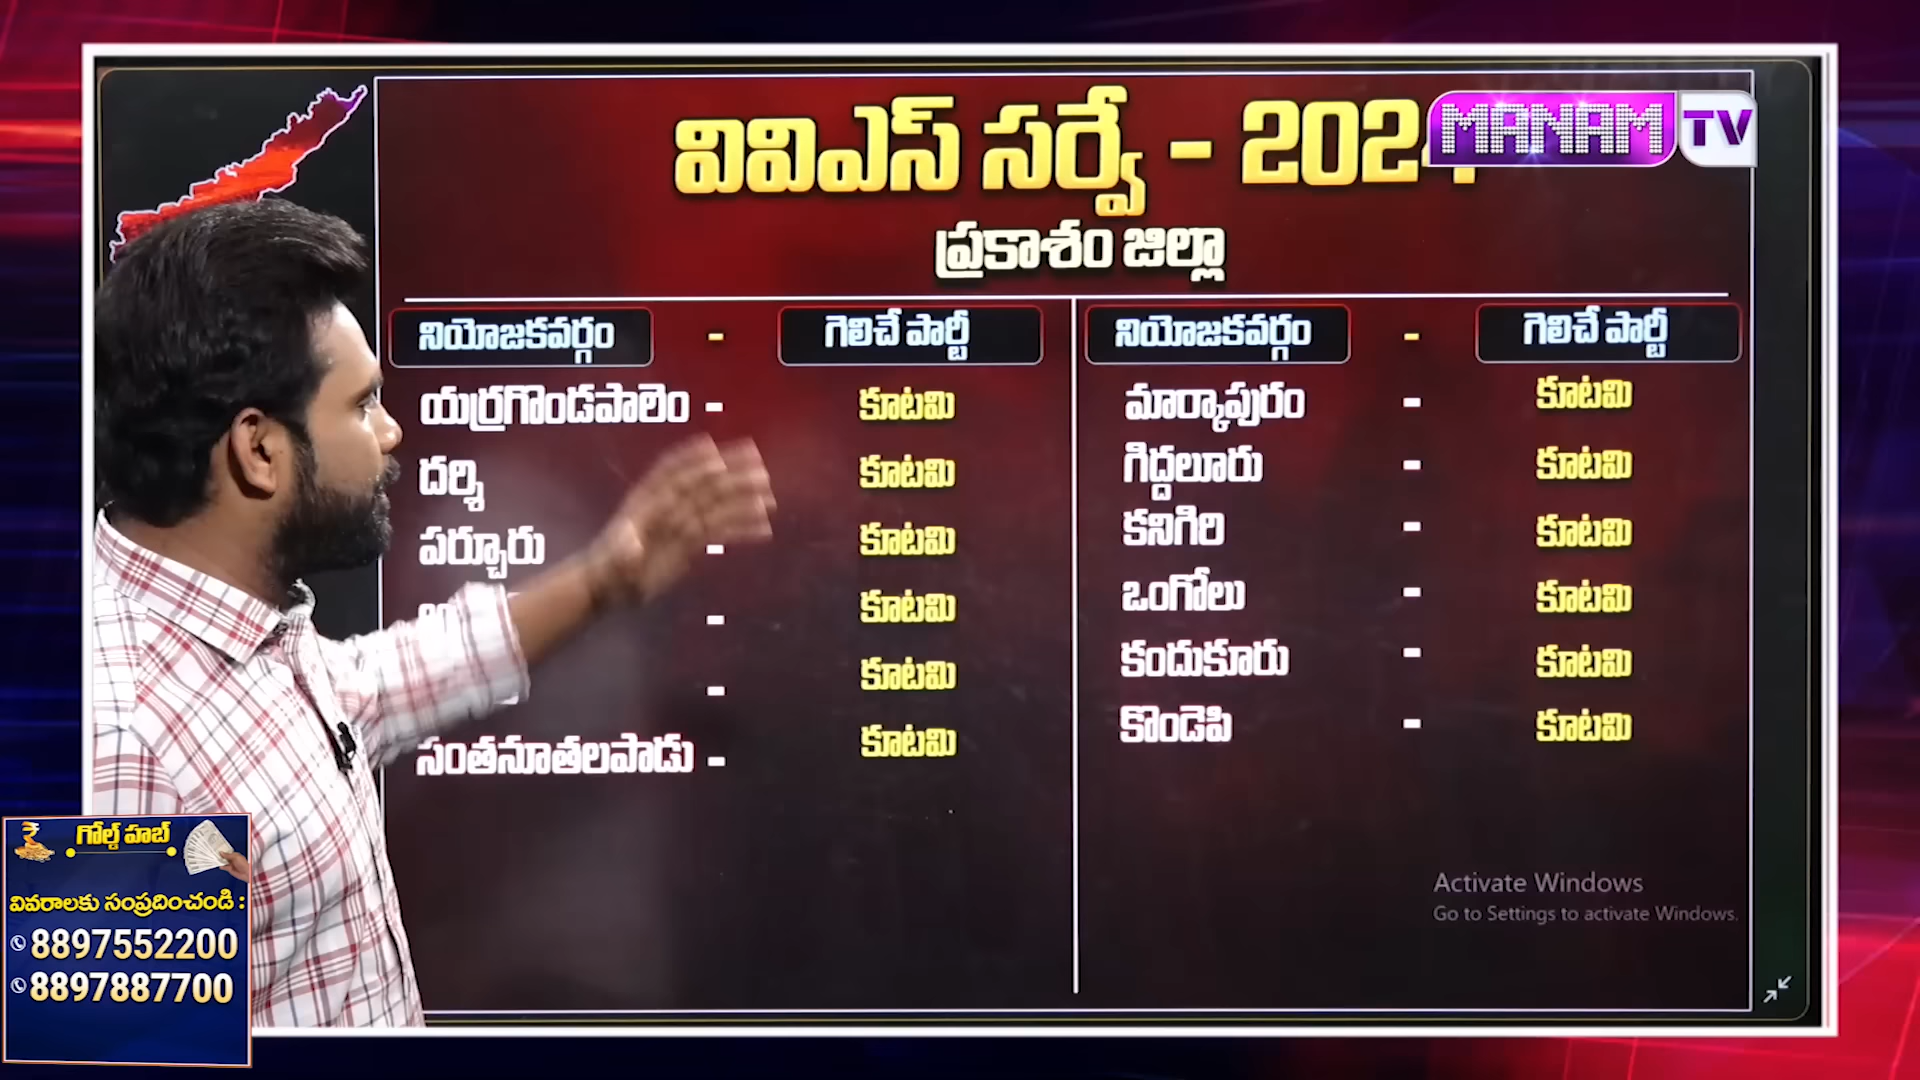 వివిఎస్ సర్వే - 2024
MANAM TV
ప్రకాశం జిల్లా
నియోజకవర్గం - గెలిచే పార్టీ
యర్రగొండపాలెం - కూటమి
దర్శి కూటమి
పర్చూరు - కూటమి
- కూటమి
- కూటమి
సంతనూతలపాడు - కూటమి
నియోజకవర్గం - గెలిచే పార్టీ
మార్కాపురం - కూటమి
గిద్దలూరు - కూటమి
కనిగిరి - కూటమి
ఒంగోలు - కూటమి
కందుకూరు - కూటమి
కొండెపి - కూటమి
Activate Windows
Go to Settings to activate Windows.
గోల్డ్ హబ్
వివరాలకు సంప్రదించండి :
8897552200
8897887700